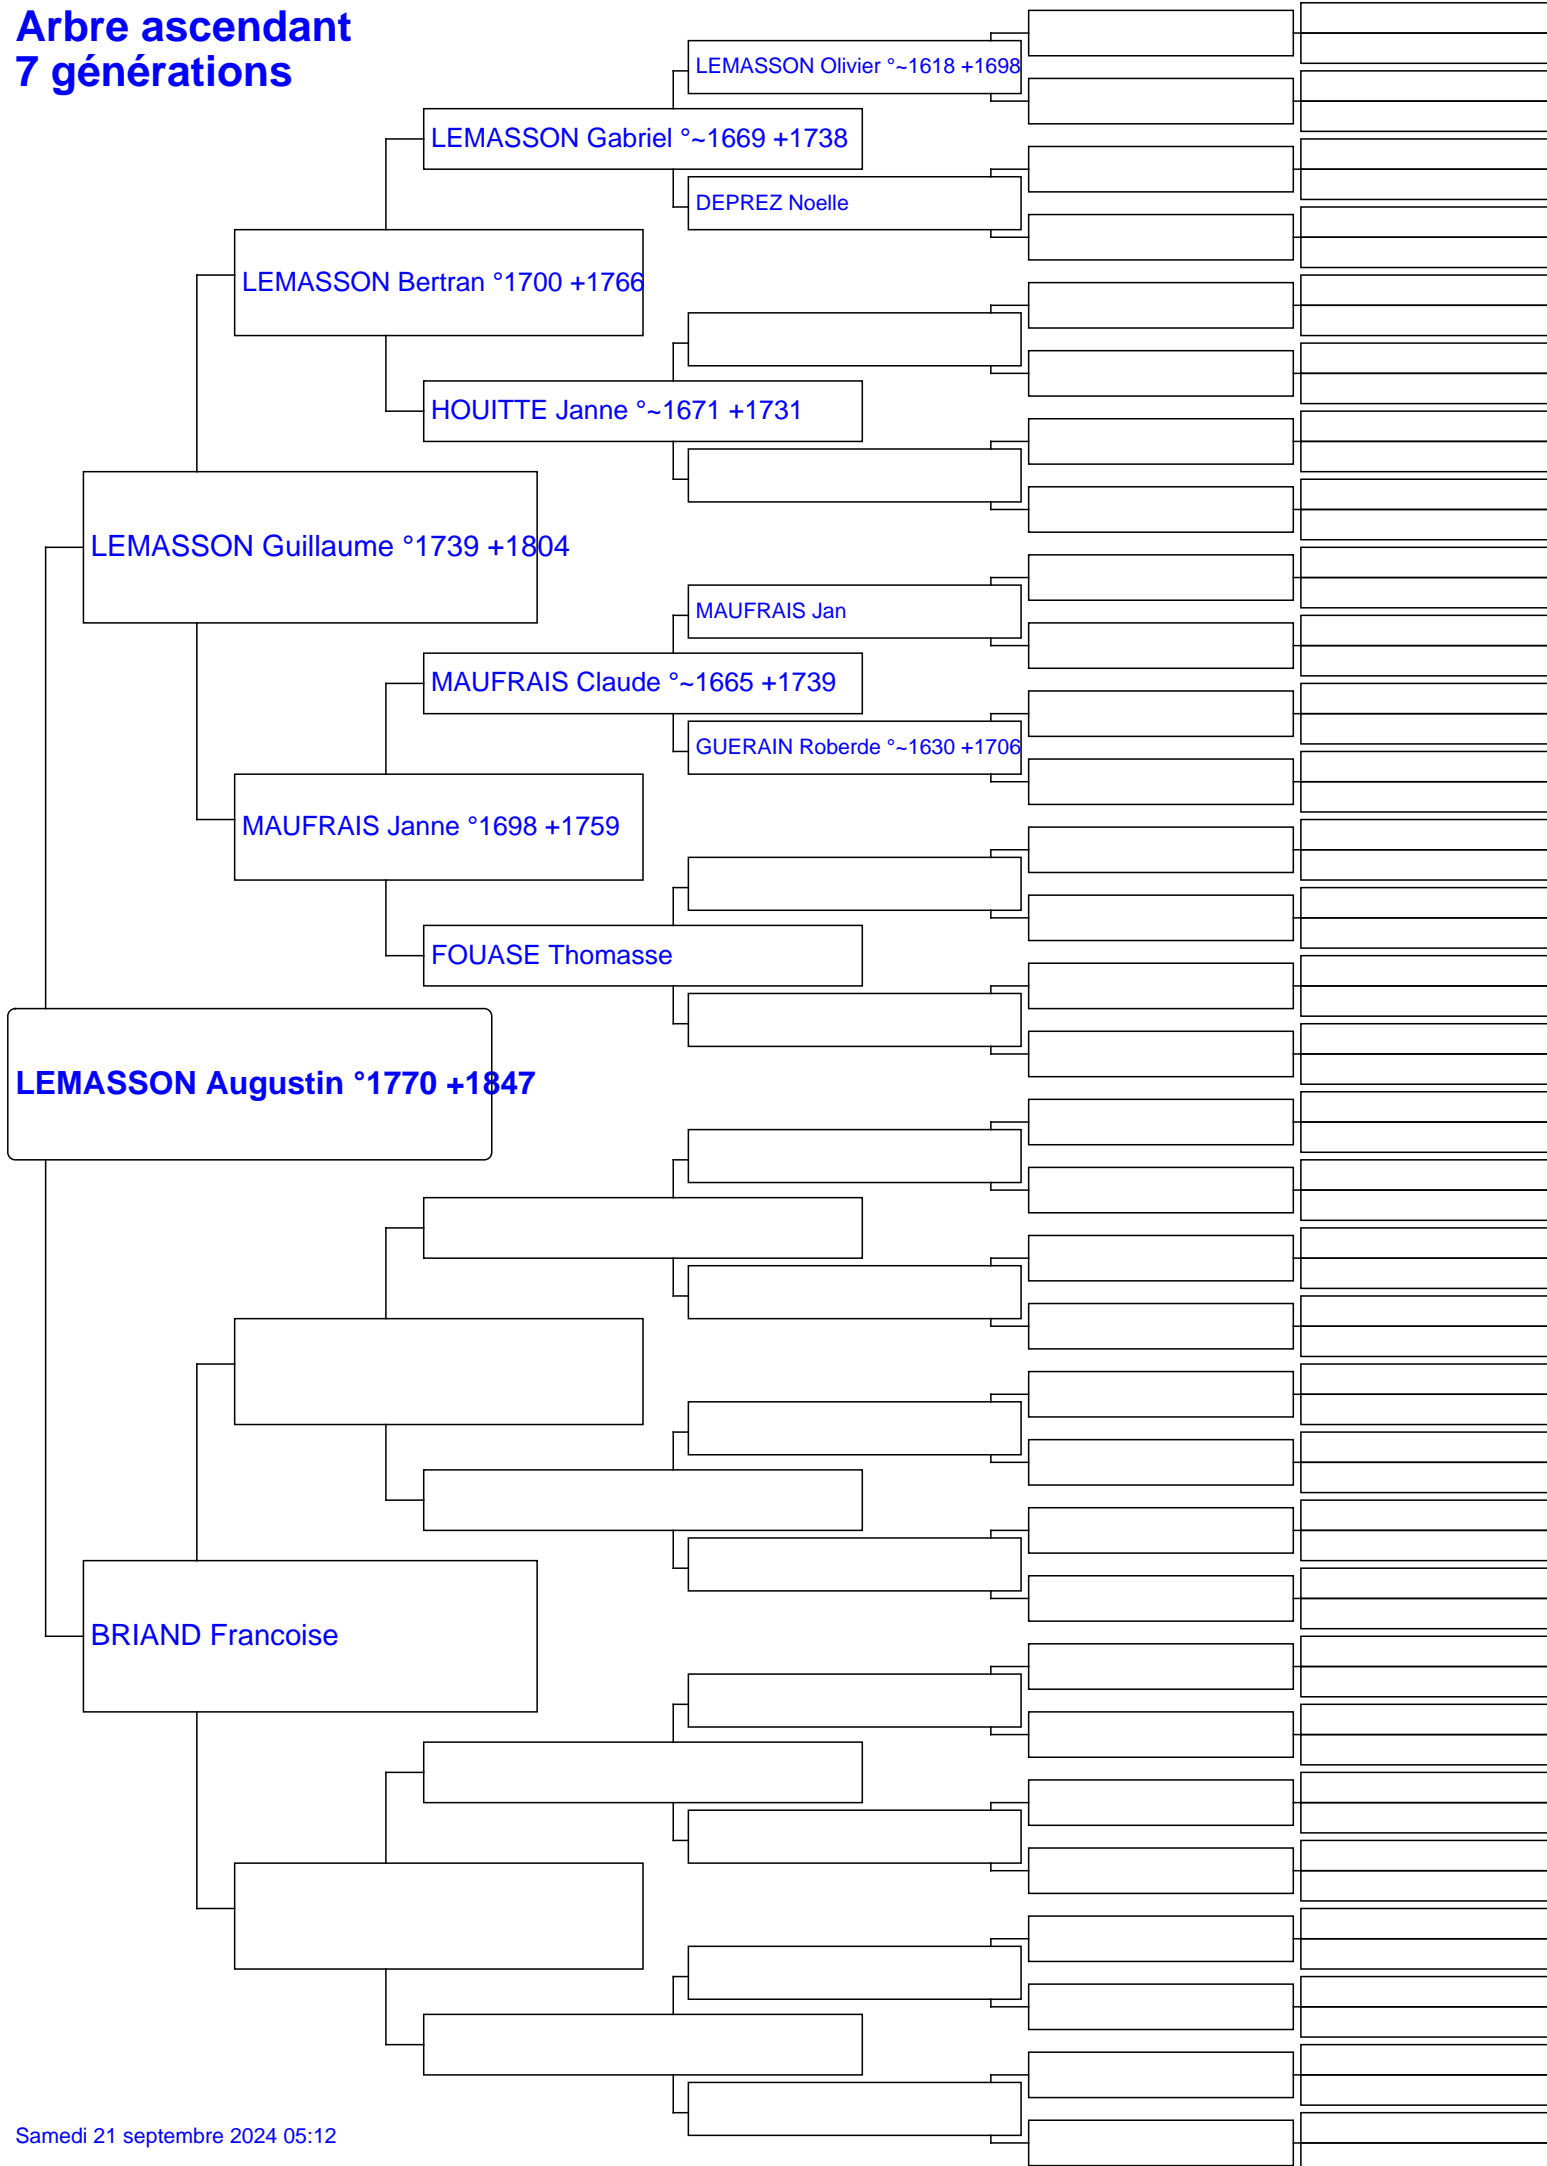 Arbre ascendant
7 générations
LEMASSON Olivier °~1618 +1698
LEMASSON Gabriel °~1669 +1738
DEPREZ Noelle
LEMASSON Bertran °1700 +1766
HOUITTE Janne °~1671 +1731
LEMASSON Guillaume °1739 +1804
MAUFRAIS Jan
MAUFRAIS Claude °~1665 +1739
GUERAIN Roberde °~1630 +1706
MAUFRAIS Janne °1698 +1759
FOUASE Thomasse
LEMASSON Augustin °1770 +1847
BRIAND Francoise
Samedi 21 septembre 2024 05:12